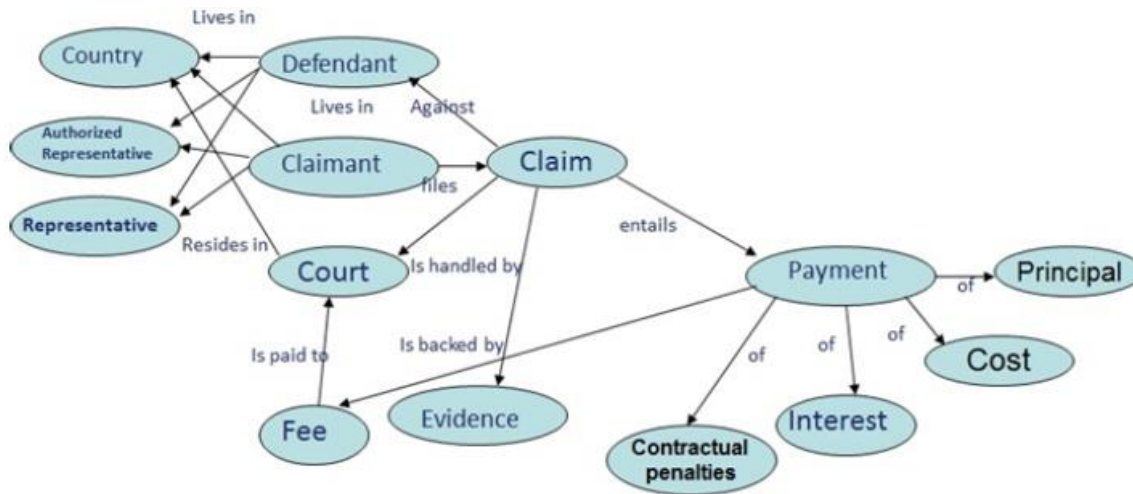 Lives in
Country
Defendant
Lives in
Against
Authorized
Representative
Claimant
files
Claim
Representative
Resides in
Court
Is handled by
entails
Payment
of
Principal
Is paid to
Is backed by
of
of
of
Cost
Fee
Evidence
Interest
Contractual
penalties